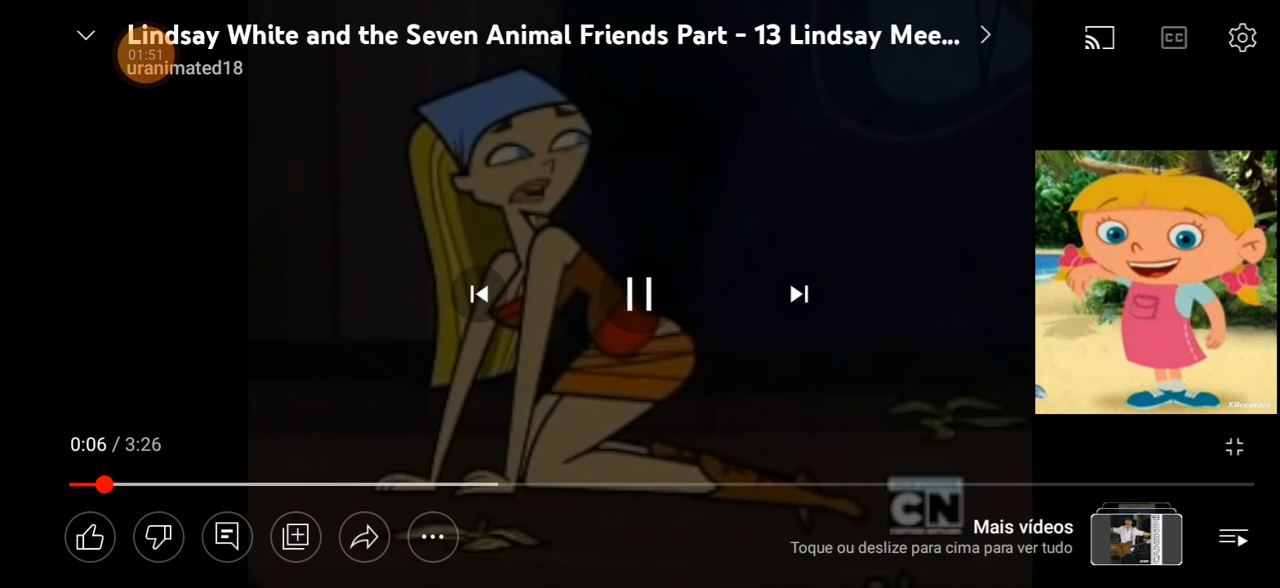 Lindsay White and the Seven Animal Friends Part - 13 Lindsay Mee...
01:51
uranimated18
CC
XRecorder
0:06 / 3:26
CN
Mais vídeos
Toque ou deslize para cima para ver tudo